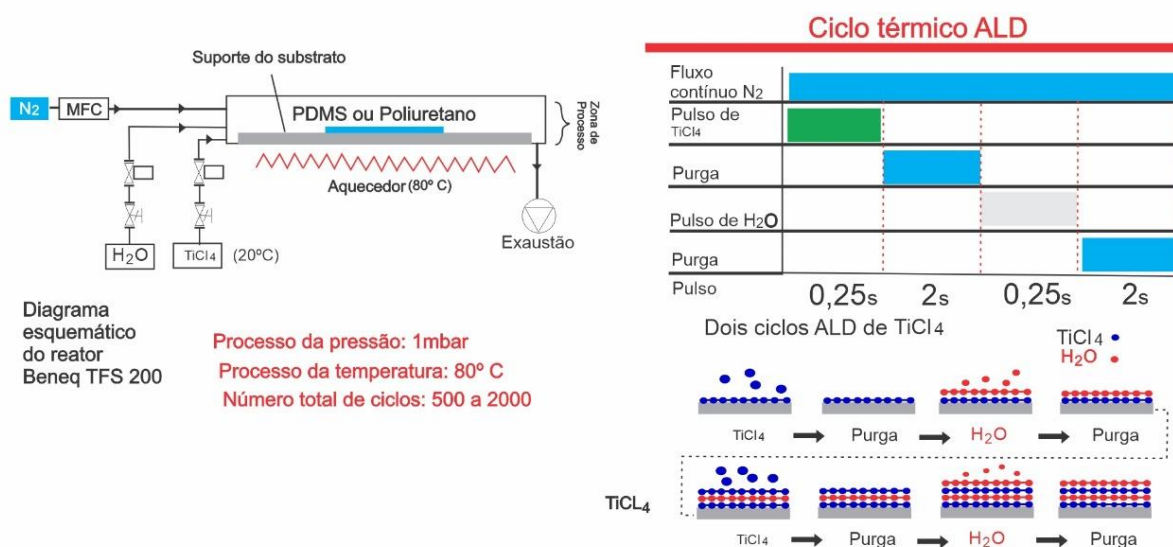 Suporte do substrato
N2
MFC
PDMS ou Poliuretano
Zona de
Processo
Aquecedor (80º C)
Exaustão
H₂O
TiCl₄
(20ºC)
Diagrama
esquemático
do reator
Beneq TFS 200
Processo da pressão: 1mbar
Processo da temperatura: 80º C
Número total de ciclos: 500 a 2000
Ciclo térmico ALD
Fluxo
contínuo N₂
Pulso de
TiCl₄
Purga
Pulso de H₂O
Purga
Pulso
0,25s
2s
0,25s
2s
Dois ciclos ALD de TiCl₄
TiCl₄
H₂O
TiCl₄
Purga
H₂O
Purga
TiCL₄
TiCl₄
Purga
H₂O
Purga